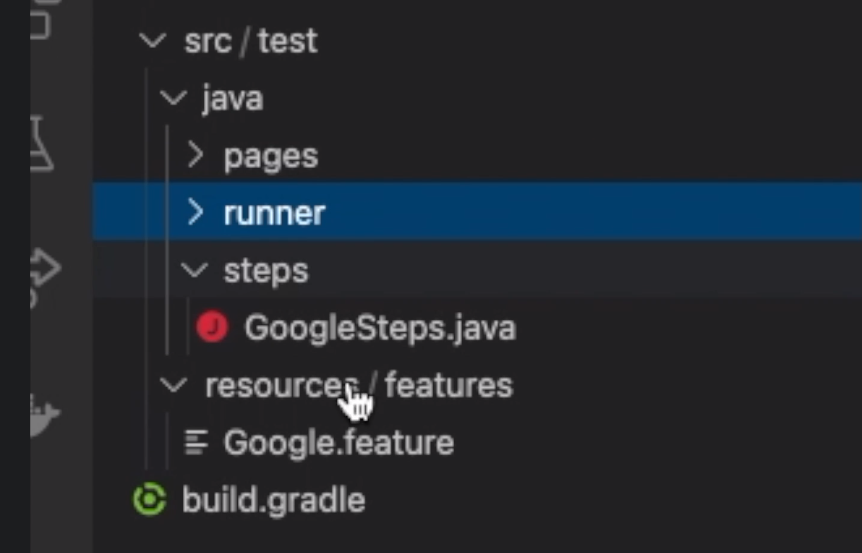 src / test
java
pages
runner
steps
GoogleSteps.java
resources / features
Google.feature
build.gradle